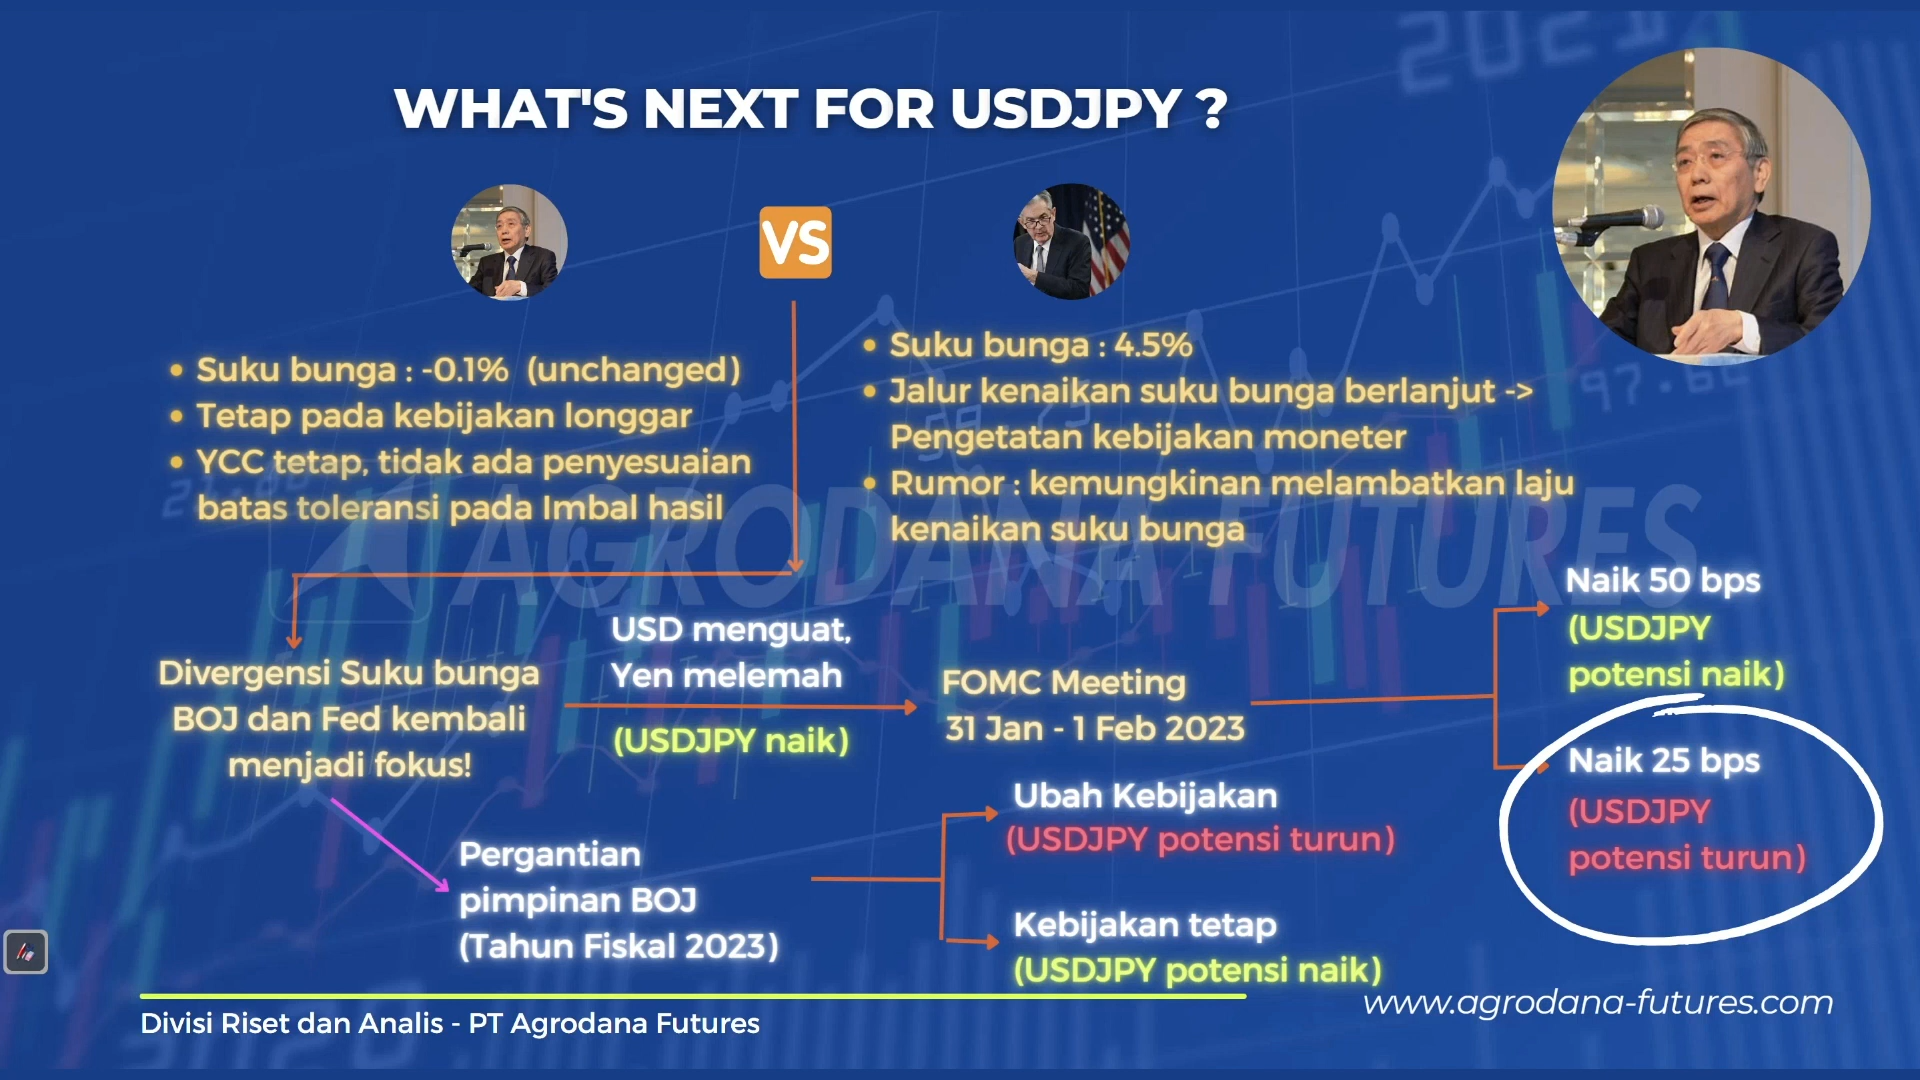 WHAT'S NEXT FOR USDJPY ?
VS
• Suku bunga : -0.1% (unchanged)
• Tetap pada kebijakan longgar
• YCC tetap, tidak ada penyesuaian
batas toleransi pada Imbal hasil
• Suku bunga : 4.5%
• Jalur kenaikan suku bunga berlanjut ->
Pengetatan kebijakan moneter
• Rumor : kemungkinan melambatkan laju
kenaikan suku bunga
AGRODANA FUTURES
Divergensi Suku bunga
BOJ dan Fed kembali
menjadi fokus!
USD menguat,
Yen melemah
(USDJPY naik)
FOMC Meeting
31 Jan - 1 Feb 2023
Naik 50 bps
(USDJPY
potensi naik)
Naik 25 bps
(USDJPY
potensi turun)
Pergantian
pimpinan BOJ
(Tahun Fiskal 2023)
Ubah Kebijakan
(USDJPY potensi turun)
Kebijakan tetap
(USDJPY potensi naik)
Divisi Riset dan Analis - PT Agrodana Futures
www.agrodana-futures.com